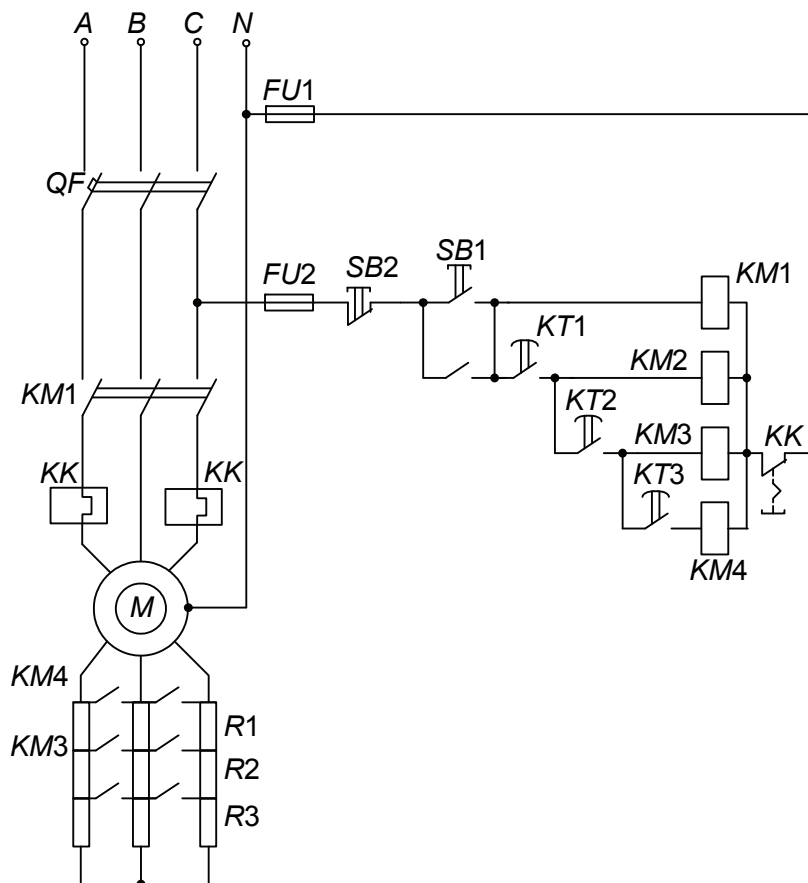 A B C N
FU1
QF
FU2 SB2 SB1 KM1
KT1
KM2
KT2
KM1
KM3 KK
KK KK
KT3
KM4
M
KM4
R1
KM3
R2
R3